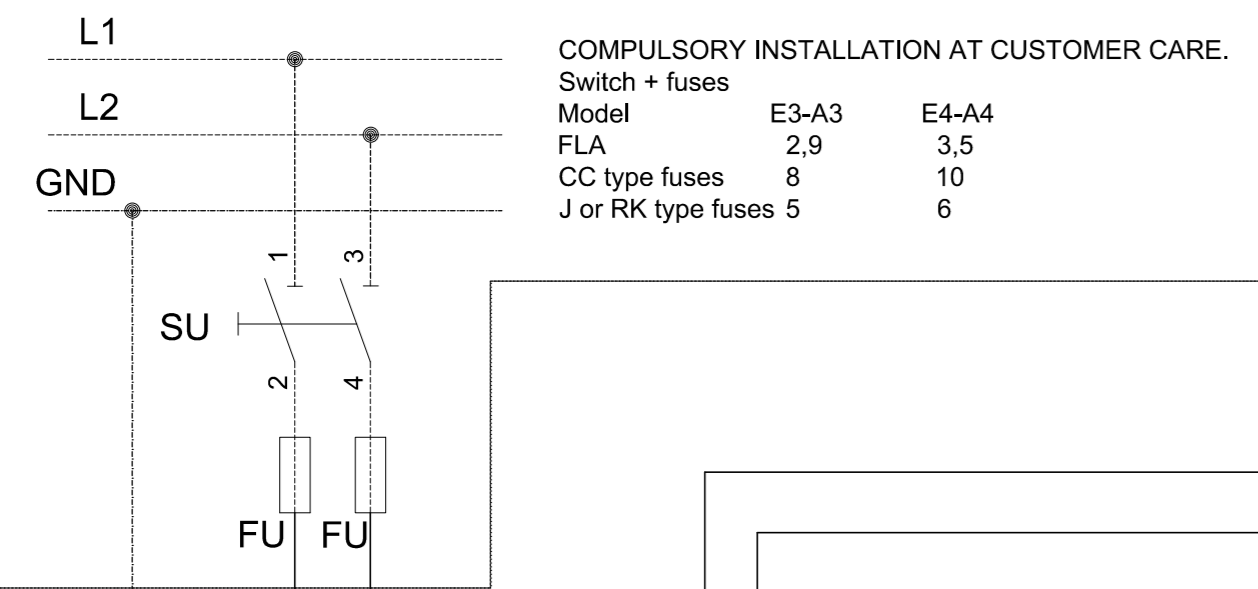 L1
L2
GND
COMPULSORY INSTALLATION AT CUSTOMER CARE.
Switch + fuses
Model E3-A3 E4-A4
FLA 2,9 3,5
CC type fuses 8 10
J or RK type fuses 5 6
1 3
SU
2 4
FU FU